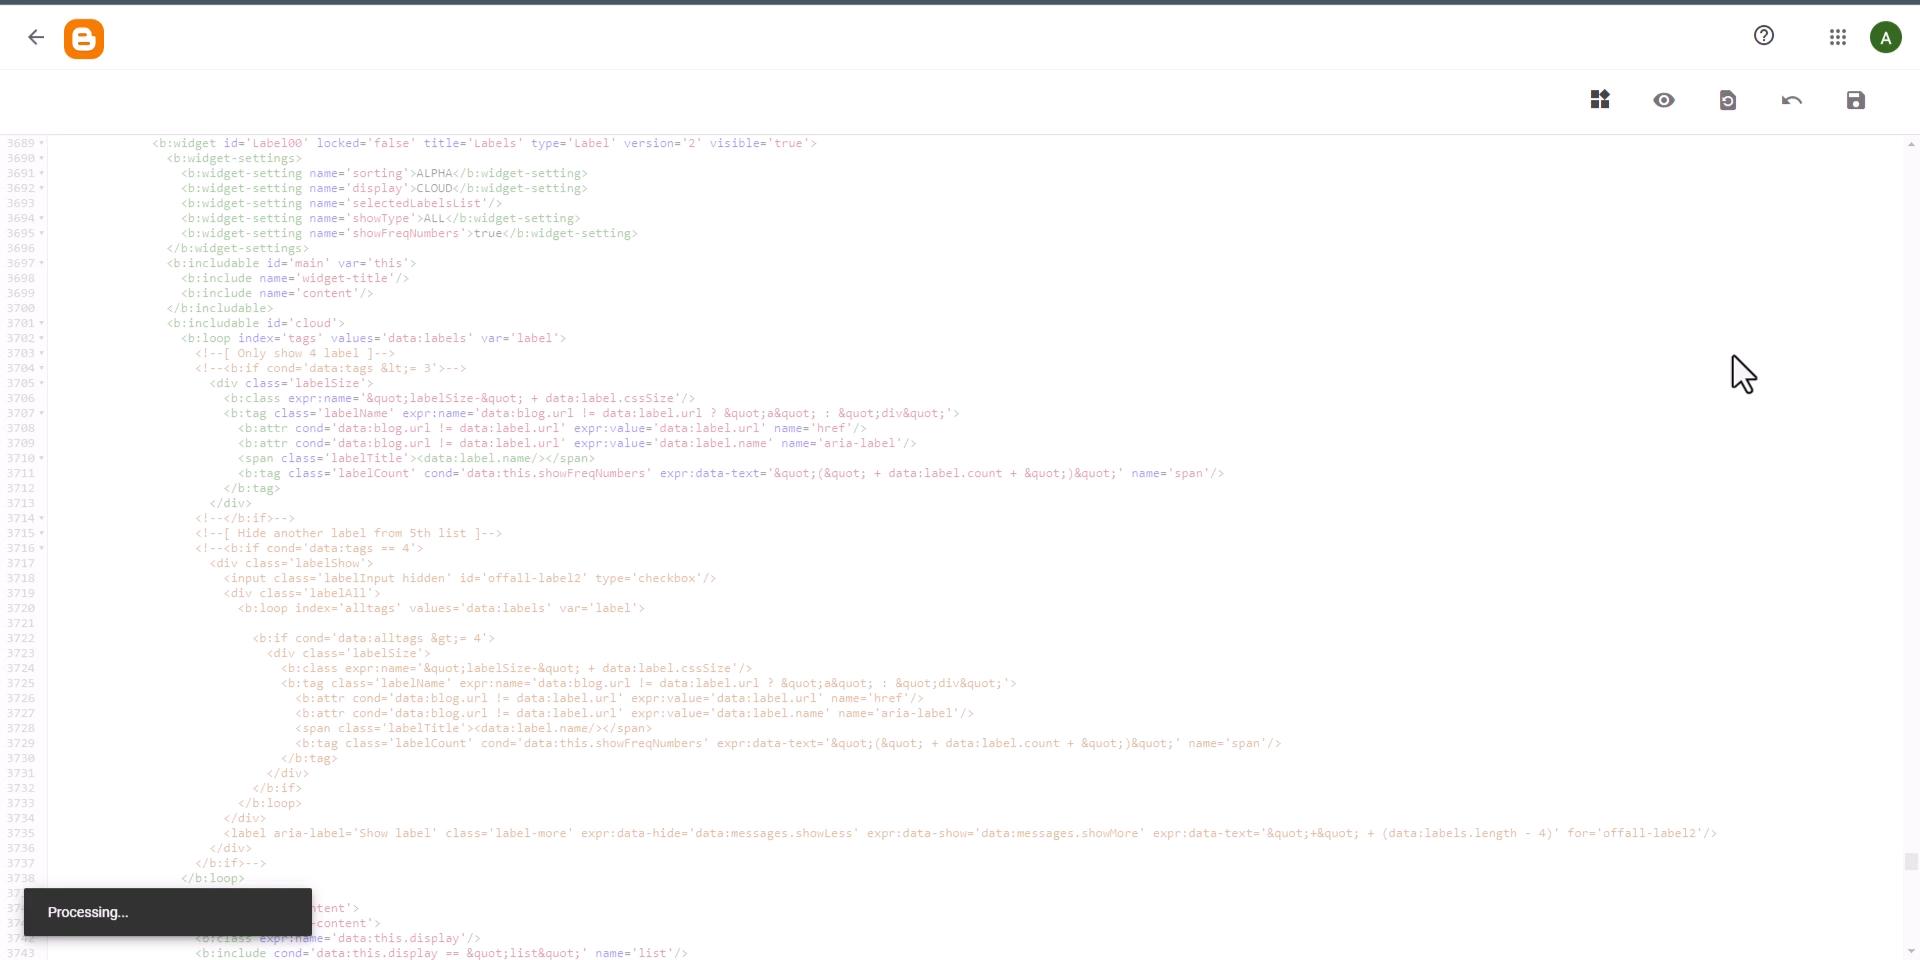 A
3689 <b:widget id='Label00' locked='false' title='Labels' type='Label' version='2' visible='true'>
3690 <b:widget-settings>
3691 <b:widget-setting name='sorting'>ALPHA</b:widget-setting>
3692 <b:widget-setting name='display'>CLOUD</b:widget-setting>
3693 <b:widget-setting name='selectedLabelsList'/>
3694 <b:widget-setting name='showType'>ALL</b:widget-setting>
3695 <b:widget-setting name='showFreqNumbers'>true</b:widget-setting>
3696 </b:widget-settings>
3697 <b:includable id='main' var='this'>
3698 <b:include name='widget-title'/>
3699 <b:include name='content'/>
3700 </b:includable>
3701 <b:includable id='cloud'>
3702 <b:loop index='tags' values='data:labels' var='label'>
3703 <!--[ Only show 4 label ]-->
3704 <!--<b:if cond='data:tags &lt;= 3'>-->
3705 <div class='labelSize'>
3706 <b:class expr:name='&quot;labelSize-&quot; + data:label.cssSize'/>
3707 <b:tag class='labelName' expr:name='data:blog.url != data:label.url ? &quot;a&quot; : &quot;div&quot;'>
3708 <b:attr cond='data:blog.url != data:label.url' expr:value='data:label.url' name='href'/>
3709 <b:attr cond='data:blog.url != data:label.url' expr:value='data:label.name' name='aria-label'/>
3710 <span class='labelTitle'><data:label.name/></span>
3711 <b:tag class='labelCount' cond='data:this.showFreqNumbers' expr:data-text='&quot;(&quot; + data:label.count + &quot;)&quot;' name='span'/>
3712 </b:tag>
3713 </div>
3714 <!--</b:if>-->
3715 <!--[ Hide another label from 5th list ]-->
3716 <!--<b:if cond='data:tags == 4'>
3717 <div class='labelShow'>
3718 <input class='labelInput hidden' id='offall-label2' type='checkbox'/>
3719 <div class='labelAll'>
3720 <b:loop index='alltags' values='data:labels' var='label'>
3721
3722 <b:if cond='data:alltags &gt;= 4'>
3723 <div class='labelSize'>
3724 <b:class expr:name='&quot;labelSize-&quot; + data:label.cssSize'/>
3725 <b:tag class='labelName' expr:name='data:blog.url != data:label.url ? &quot;a&quot; : &quot;div&quot;'>
3726 <b:attr cond='data:blog.url != data:label.url' expr:value='data:label.url' name='href'/>
3727 <b:attr cond='data:blog.url != data:label.url' expr:value='data:label.name' name='aria-label'/>
3728 <span class='labelTitle'><data:label.name/></span>
3729 <b:tag class='labelCount' cond='data:this.showFreqNumbers' expr:data-text='&quot;(&quot; + data:label.count + &quot;)&quot;' name='span'/>
3730 </b:tag>
3731 </div>
3732 </b:if>
3733 </b:loop>
3734 </div>
3735 <label aria-label='Show label' class='label-more' expr:data-hide='data:messages.showLess' expr:data-show='data:messages.showMore' expr:data-text='&quot;+&quot; + (data:labels.length - 4)' for='offall-label2'/>
3736 </div>
3737 </b:if>-->
3738 </b:loop>
Processing...
ntent'>
-content'>
3742 <b:class expr:name='data:this.display'/>
3743 <b:include cond='data:this.display == &quot;list&quot;' name='list'/>